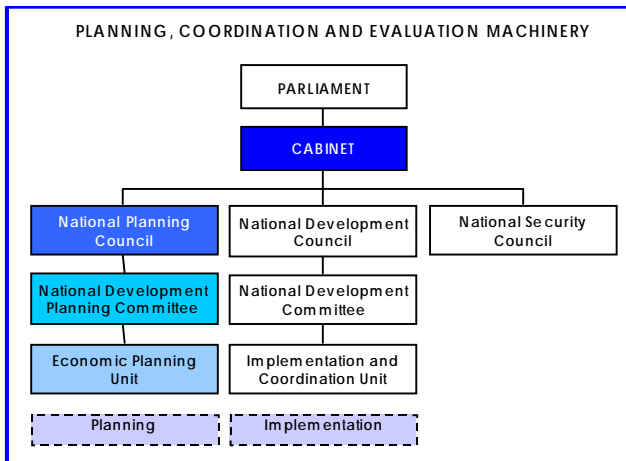 PLANNING, COORDINATION AND EVALUATION MACHINERY
PARLIAMENT
CABINET
National Planning
Council
National Development
Council
National Security
Council
National Development
Planning Committee
National Development
Committee
Economic Planning
Unit
Implementation and
Coordination Unit
Planning
Implementation